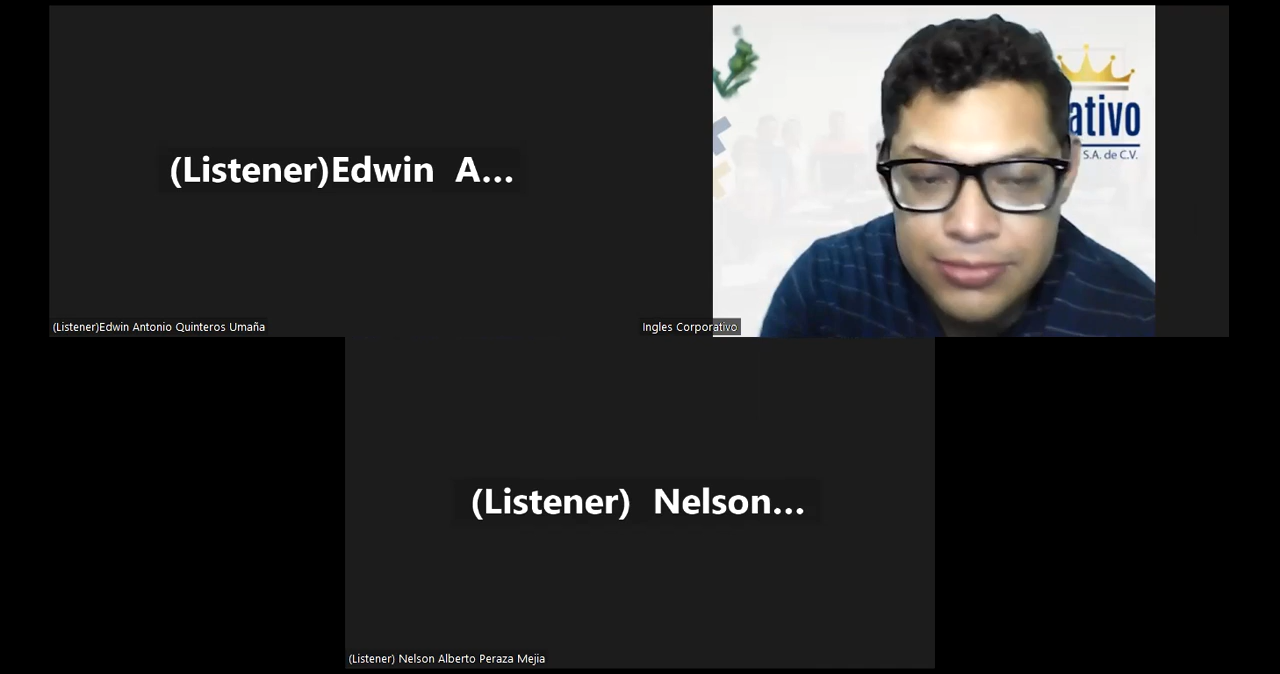 (Listener)Edwin A...
(Listener)Edwin Antonio Quinteros Umaña
ativo
S.A. de C.V.
Ingles Corporativo
(Listener) Nelson...
(Listener) Nelson Alberto Peraza Mejia